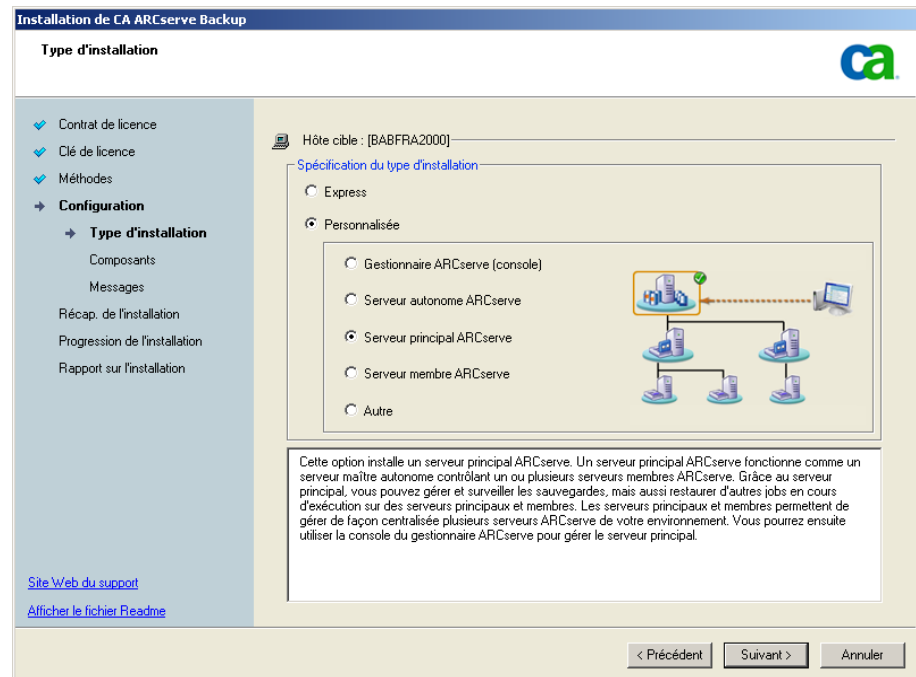 Installation de CA ARCserve Backup
Type d'installation
ca
Contrat de licence
Clé de licence
Méthodes
Configuration
Type d'installation
Composants
Messages
Récap. de l'installation
Progression de l'installation
Rapport sur l'installation
Site Web du support
Afficher le fichier Readme
Hôte cible : [BABFRA2000]
Spécification du type d'installation
Express
Personnalisée
Gestionnaire ARCserve (console)
Serveur autonome ARCserve
Serveur principal ARCserve
Serveur membre ARCserve
Autre
Cette option installe un serveur principal ARCserve. Un serveur principal ARCserve fonctionne comme un
serveur maître autonome contrôlant un ou plusieurs serveurs membres ARCserve. Grâce au serveur
principal, vous pouvez gérer et surveiller les sauvegardes, mais aussi restaurer d'autres jobs en cours
d'exécution sur des serveurs principaux et membres. Les serveurs principaux et membres permettent de
gérer de façon centralisée plusieurs serveurs ARCserve de votre environnement. Vous pourrez ensuite
utiliser la console du gestionnaire ARCserve pour gérer le serveur principal.
< Précédent
Suivant >
Annuler